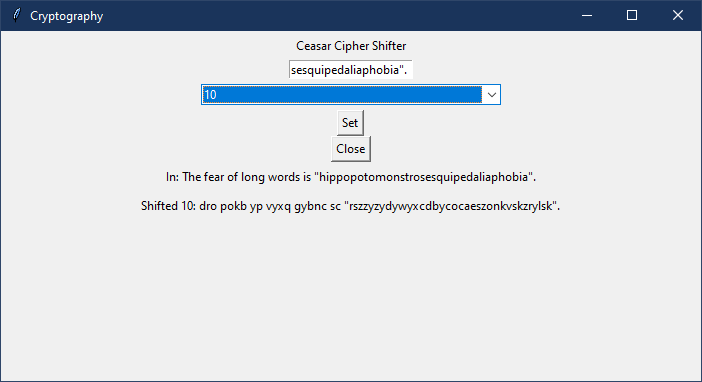 Cryptography
Ceasar Cipher Shifter
sesquipedaliaphobia".
10
Set
Close
In: The fear of long words is "hippopotomonstrosesquipedaliaphobia".
Shifted 10: dro pokb yp vyxq gybnc sc "rszzyzydywyxcdbycocaeszonkvskzrylsk".